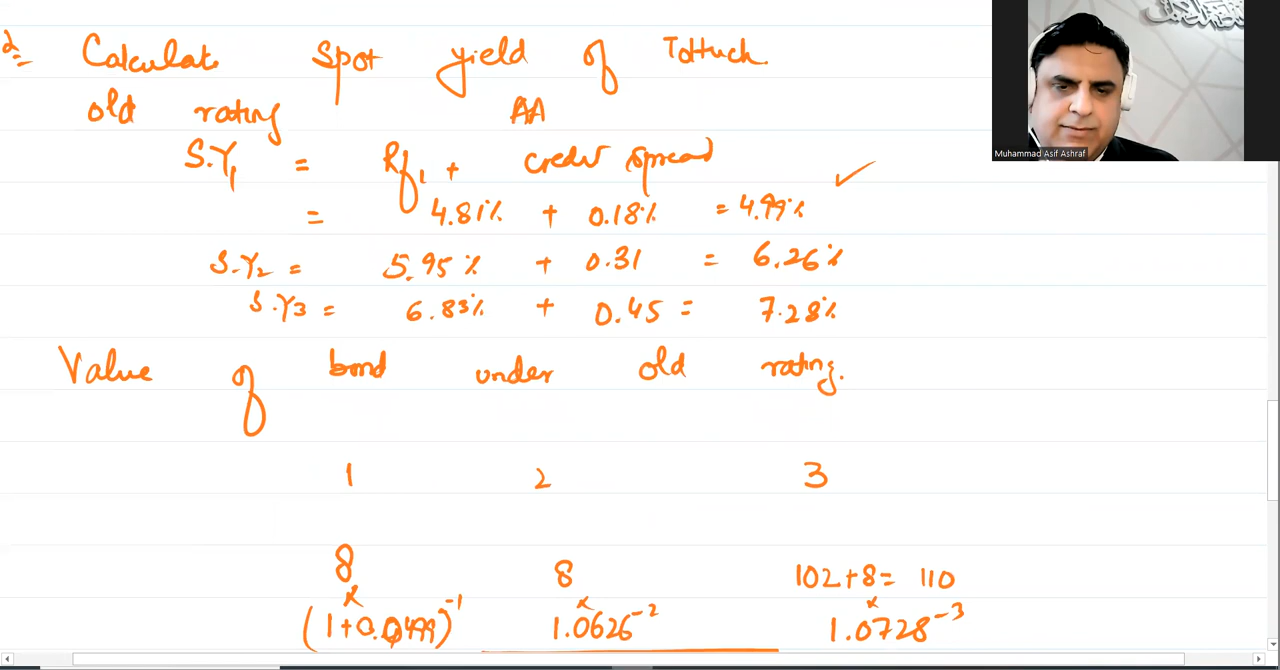 2
Calculate Spot yield of Tottuch.
old rating AA
S.Y1 = Rf1 + credit spread
= 4.81% + 0.18% = 4.99% ✓
S.Y2 = 5.95% + 0.31 = 6.26%
S.Y3 = 6.83% + 0.45 = 7.28%
Value of bond under old rating.
1 2 3
8 8 102+8= 110
x x x
(1+0.0499)⁻¹ 1.0626⁻² 1.0728⁻³
Muhammad Asif Ashraf